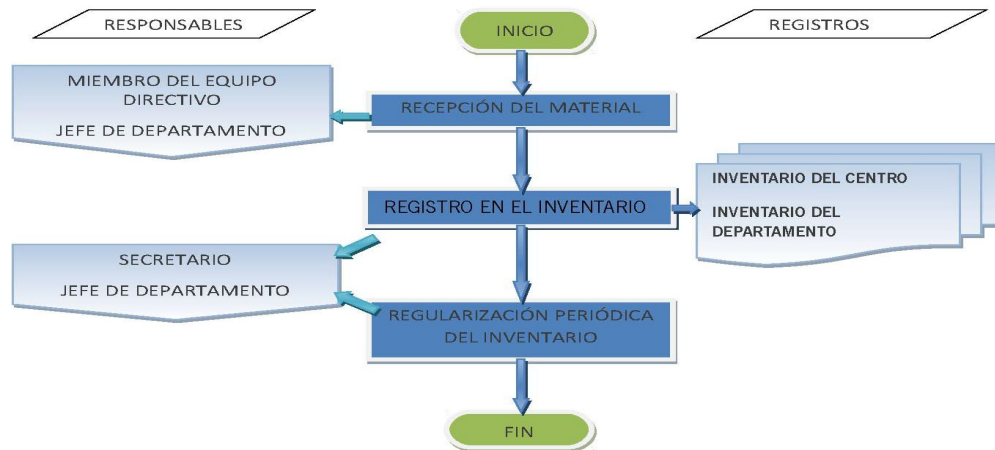 RESPONSABLES
INICIO
REGISTROS
MIEMBRO DEL EQUIPO
DIRECTIVO
JEFE DE DEPARTAMENTO
RECEPCIÓN DEL MATERIAL
REGISTRO EN EL INVENTARIO
INVENTARIO DEL CENTRO
INVENTARIO DEL
DEPARTAMENTO
SECRETARIO
JEFE DE DEPARTAMENTO
REGULARIZACIÓN PERIÓDICA
DEL INVENTARIO
FIN